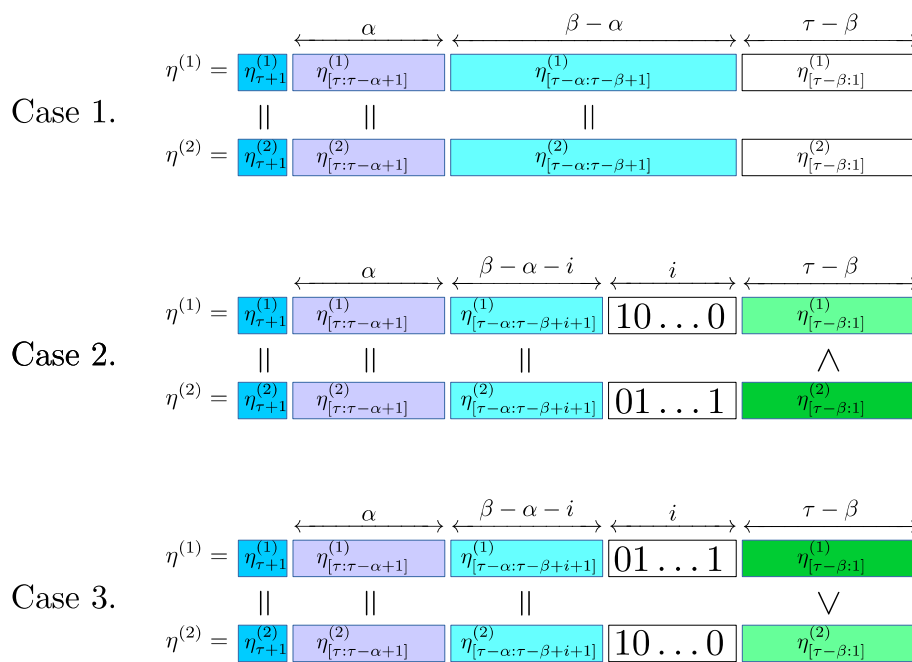 α β − α τ − β
η^{(1)} = η^{(1)}_{τ+1} η^{(1)}_{[τ:τ−α+1]} η^{(1)}_{[τ−α:τ−β+1]} η^{(1)}_{[τ−β:1]}
Case 1. || || ||
η^{(2)} = η^{(2)}_{τ+1} η^{(2)}_{[τ:τ−α+1]} η^{(2)}_{[τ−α:τ−β+1]} η^{(2)}_{[τ−β:1]}
α β − α − i i τ − β
η^{(1)} = η^{(1)}_{τ+1} η^{(1)}_{[τ:τ−α+1]} η^{(1)}_{[τ−α:τ−β+i+1]} 10…0 η^{(1)}_{[τ−β:1]}
Case 2. || || || ∧
η^{(2)} = η^{(2)}_{τ+1} η^{(2)}_{[τ:τ−α+1]} η^{(2)}_{[τ−α:τ−β+i+1]} 01…1 η^{(2)}_{[τ−β:1]}
α β − α − i i τ − β
η^{(1)} = η^{(1)}_{τ+1} η^{(1)}_{[τ:τ−α+1]} η^{(1)}_{[τ−α:τ−β+i+1]} 01…1 η^{(1)}_{[τ−β:1]}
Case 3. || || || ∨
η^{(2)} = η^{(2)}_{τ+1} η^{(2)}_{[τ:τ−α+1]} η^{(2)}_{[τ−α:τ−β+i+1]} 10…0 η^{(2)}_{[τ−β:1]}